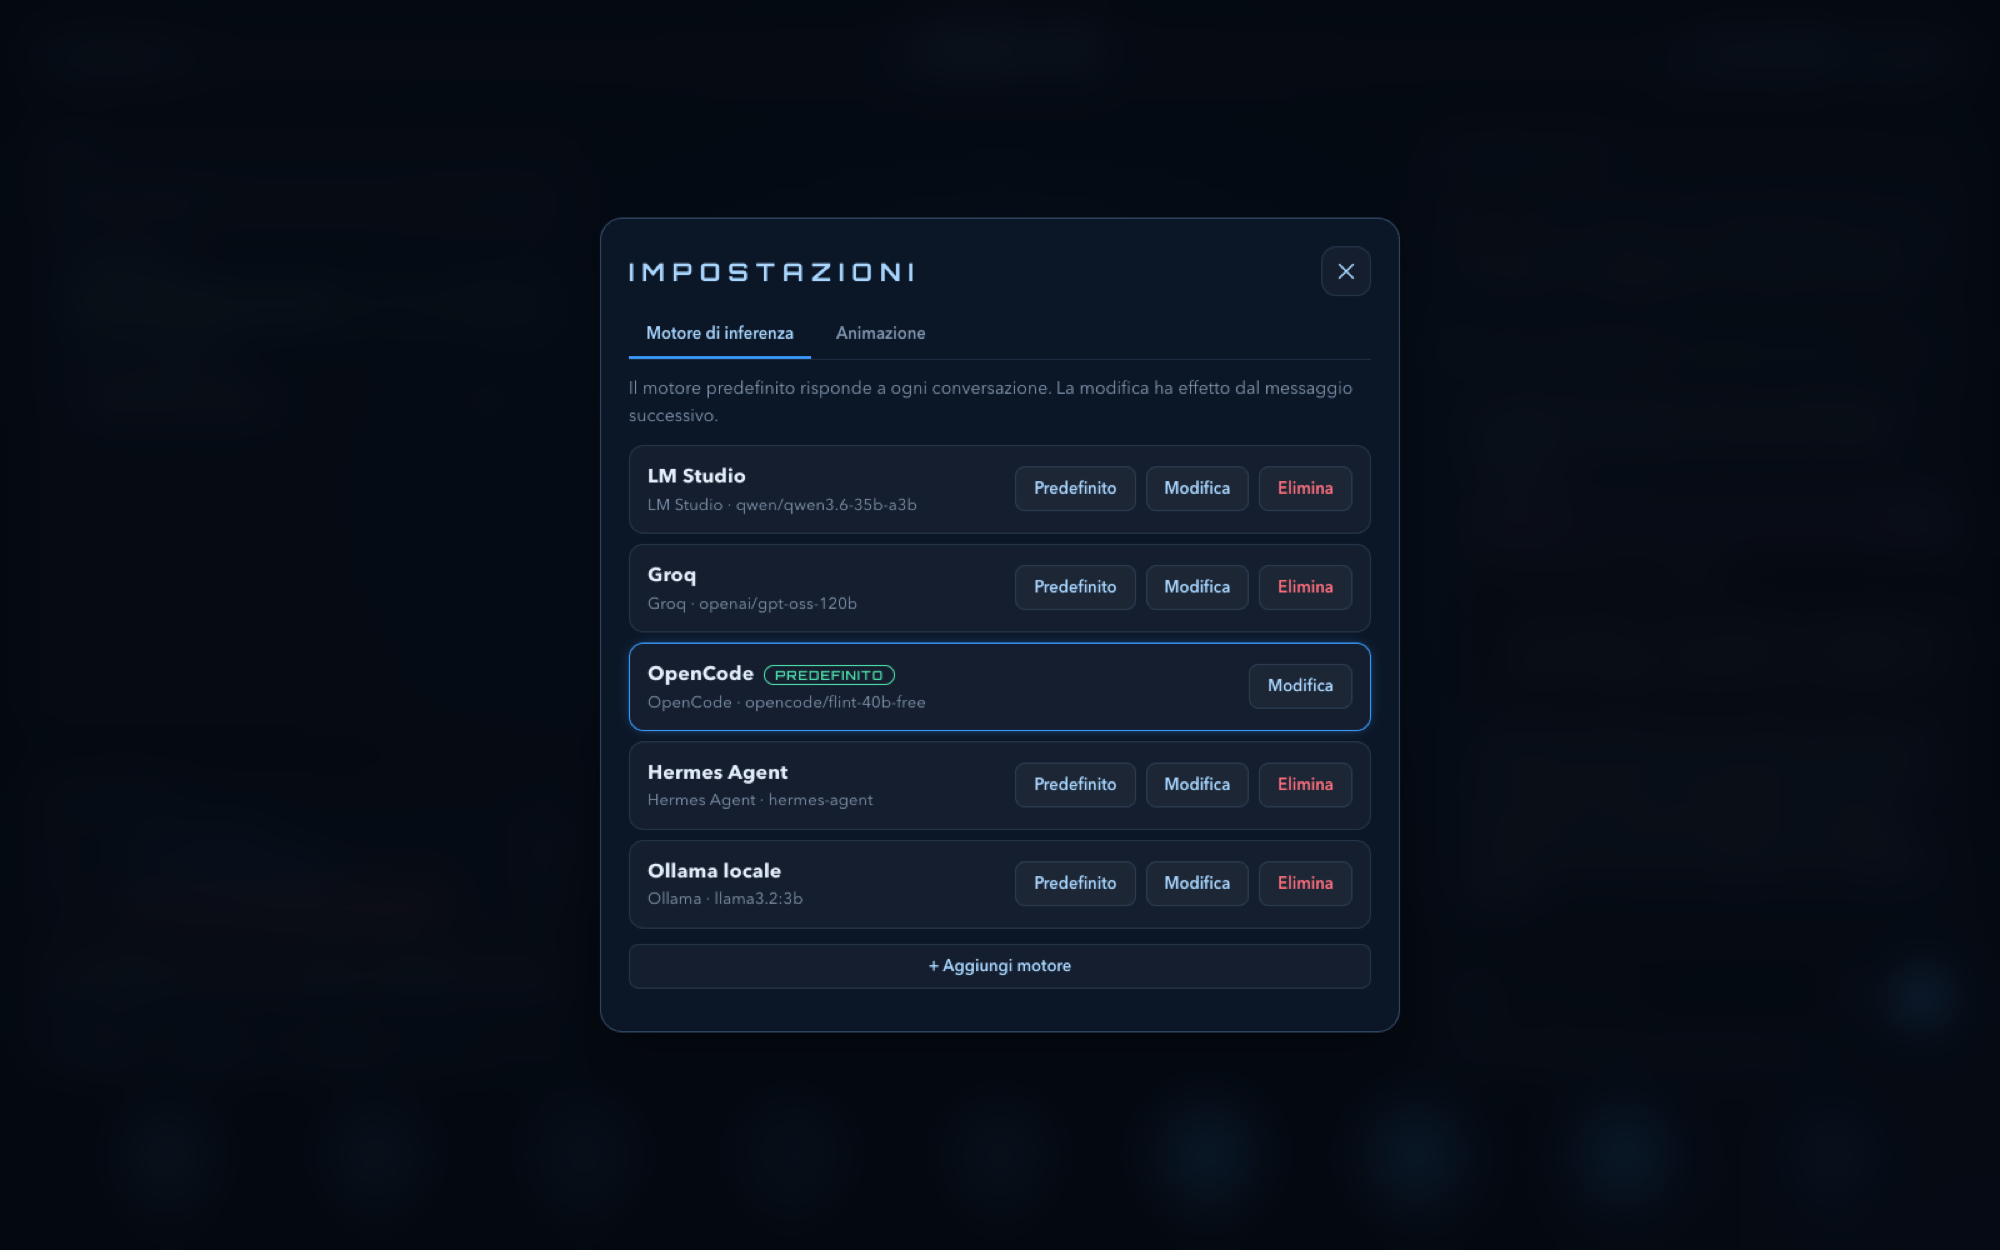 IMPOSTAZIONI
Motore di inferenza
Animazione
Il motore predefinito risponde a ogni conversazione. La modifica ha effetto dal messaggio
successivo.
LM Studio
LM Studio · qwen/qwen3.6-35b-a3b
Predefinito
Modifica
Elimina
Groq
Groq · openai/gpt-oss-120b
Predefinito
Modifica
Elimina
OpenCode PREDEFINITO
OpenCode · opencode/flint-40b-free
Modifica
Hermes Agent
Hermes Agent · hermes-agent
Predefinito
Modifica
Elimina
Ollama locale
Ollama · llama3.2:3b
Predefinito
Modifica
Elimina
+ Aggiungi motore